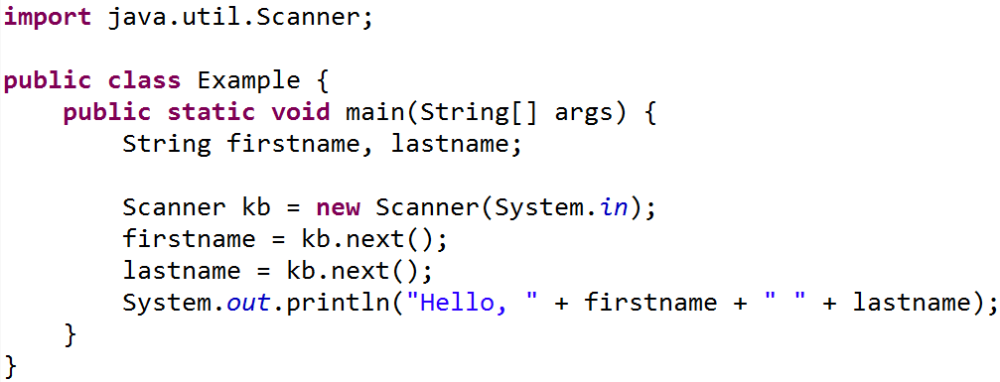 import java.util.Scanner;

public class Example {
    public static void main(String[] args) {
        String firstname, lastname;

        Scanner kb = new Scanner(System.in);
        firstname = kb.next();
        lastname = kb.next();
        System.out.println("Hello, " + firstname + " " + lastname);
    }
}